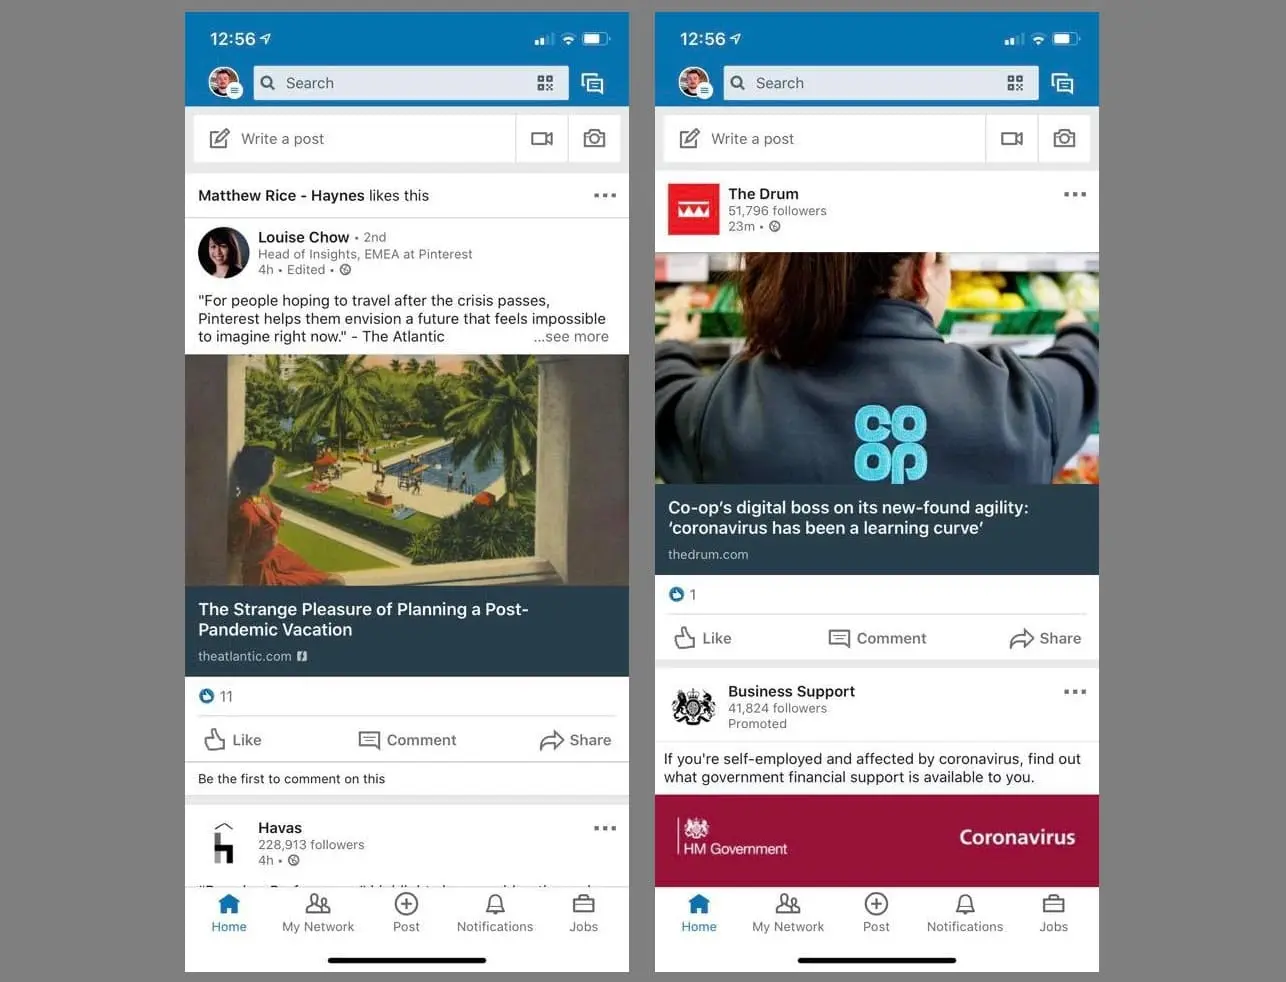 12:56
Search
Write a post
Matthew Rice - Haynes likes this
Louise Chow • 2nd
Head of Insights, EMEA at Pinterest
4h • Edited •
"For people hoping to travel after the crisis passes,
Pinterest helps them envision a future that feels impossible
to imagine right now." - The Atlantic ...see more
The Strange Pleasure of Planning a Post-
Pandemic Vacation
theatlantic.com
11
Like Comment Share
Be the first to comment on this
Havas
228,913 followers
4h •
Home My Network Post Notifications Jobs
12:56
Search
Write a post
The Drum
51,796 followers
23m •
CO
OP
Co-op's digital boss on its new-found agility:
‘coronavirus has been a learning curve’
thedrum.com
1
Like Comment Share
Business Support
41,824 followers
Promoted
If you're self-employed and affected by coronavirus, find out
what government financial support is available to you.
HM Government
Coronavirus
Home My Network Post Notifications Jobs